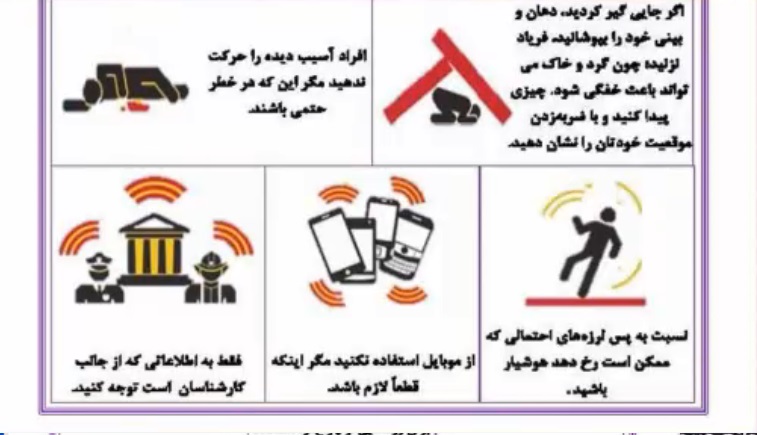 اگر جایی گیر کردید، دهان و
بینی خود را بپوشانید. فریاد
نزنید؛ چون گرد و خاک می
تواند باعث خفگی شود. چیزی
پیدا کنید و با ضربه‌زدن
موقعیت خودتان را نشان دهید.
افراد آسیب دیده را حرکت
ندهید مگر این که در خطر
حتمی باشند.
نسبت به پس لرزه‌های احتمالی که
ممکن است رخ دهد هوشیار
باشید.
از موبایل استفاده نکنید مگر اینکه
قطعاً لازم باشد.
فقط به اطلاعاتی که از جانب
کارشناسان است توجه کنید.